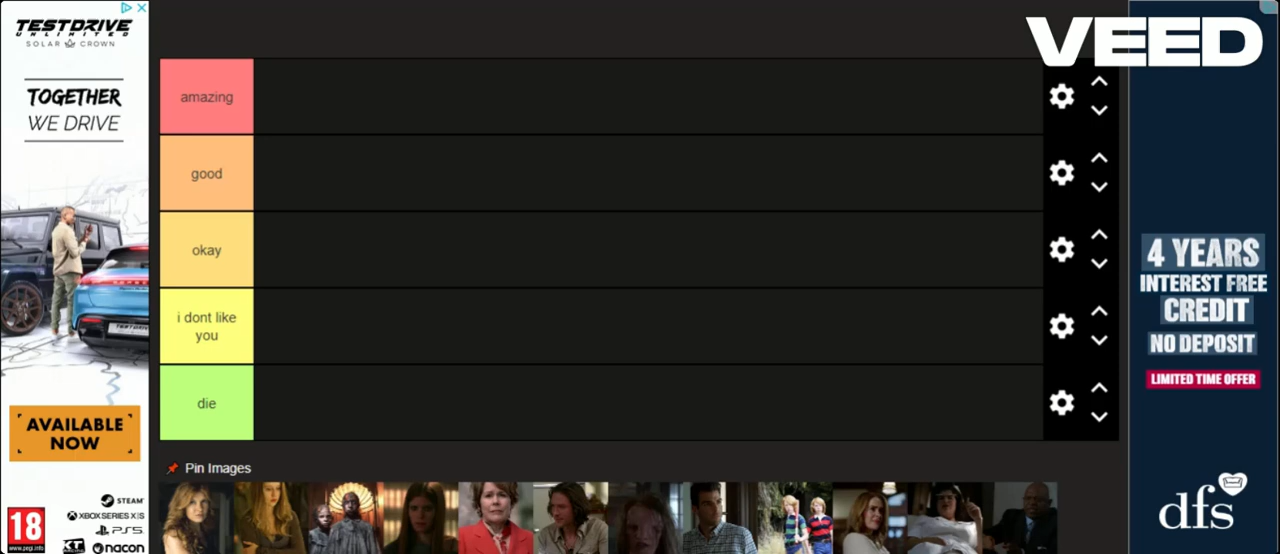 TESTDRIVE
UNLIMITED
SOLAR CROWN
TOGETHER
WE DRIVE
AVAILABLE
NOW
STEAM
XBOX SERIES X|S
PS5
18
www.pegi.info
KT
nacon
VEED
amazing
good
okay
i dont like
you
die
Pin Images
4 YEARS
INTEREST FREE
CREDIT
NO DEPOSIT
LIMITED TIME OFFER
dfs